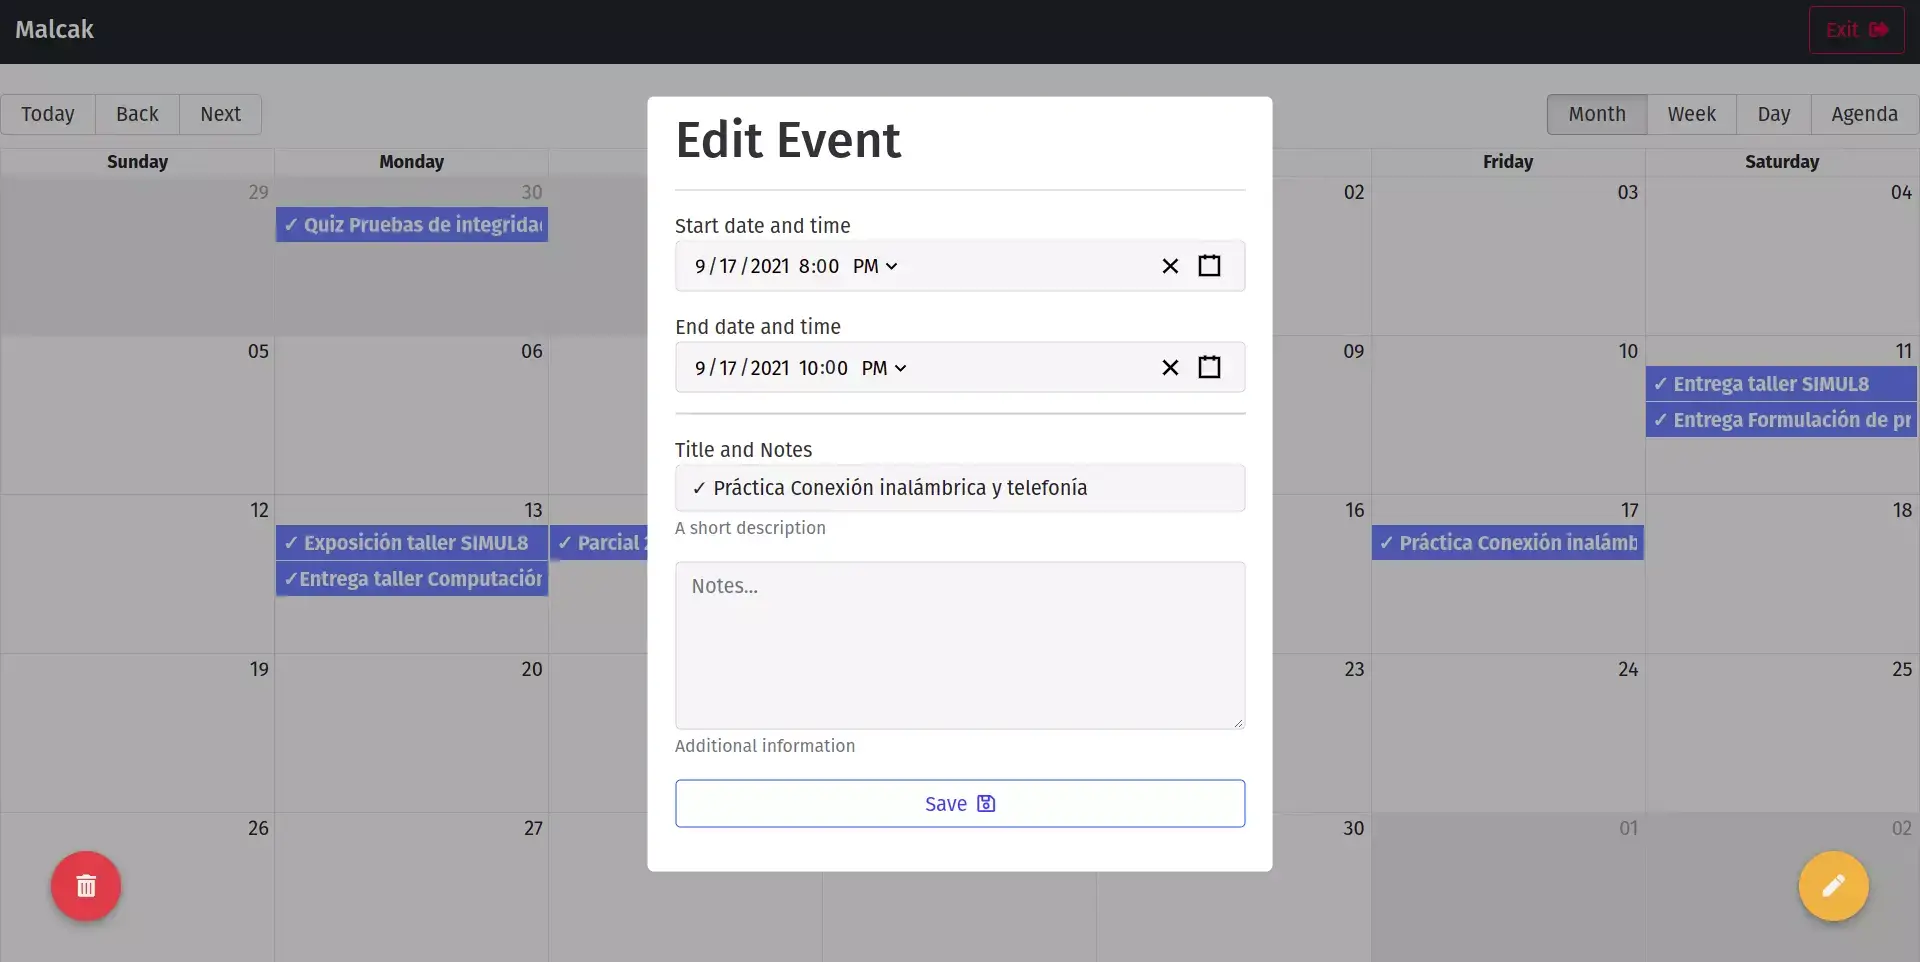 Malcak
Exit
Today Back Next
Month Week Day Agenda
Sunday Monday Friday Saturday
29 30 02 03 04
✓ Quiz Pruebas de integrida
05 06 09 10 11
✓ Entrega taller SIMUL8
✓ Entrega Formulación de pr
12 13 16 17 18
✓ Exposición taller SIMUL8
✓ Parcial
✓ Práctica Conexión inalámb
✓Entrega taller Computación
19 20 23 24 25
26 27 30 01 02
Edit Event
Start date and time
9/17/2021 8:00 PM
End date and time
9/17/2021 10:00 PM
Title and Notes
✓ Práctica Conexión inalámbrica y telefonía
A short description
Notes...
Additional information
Save